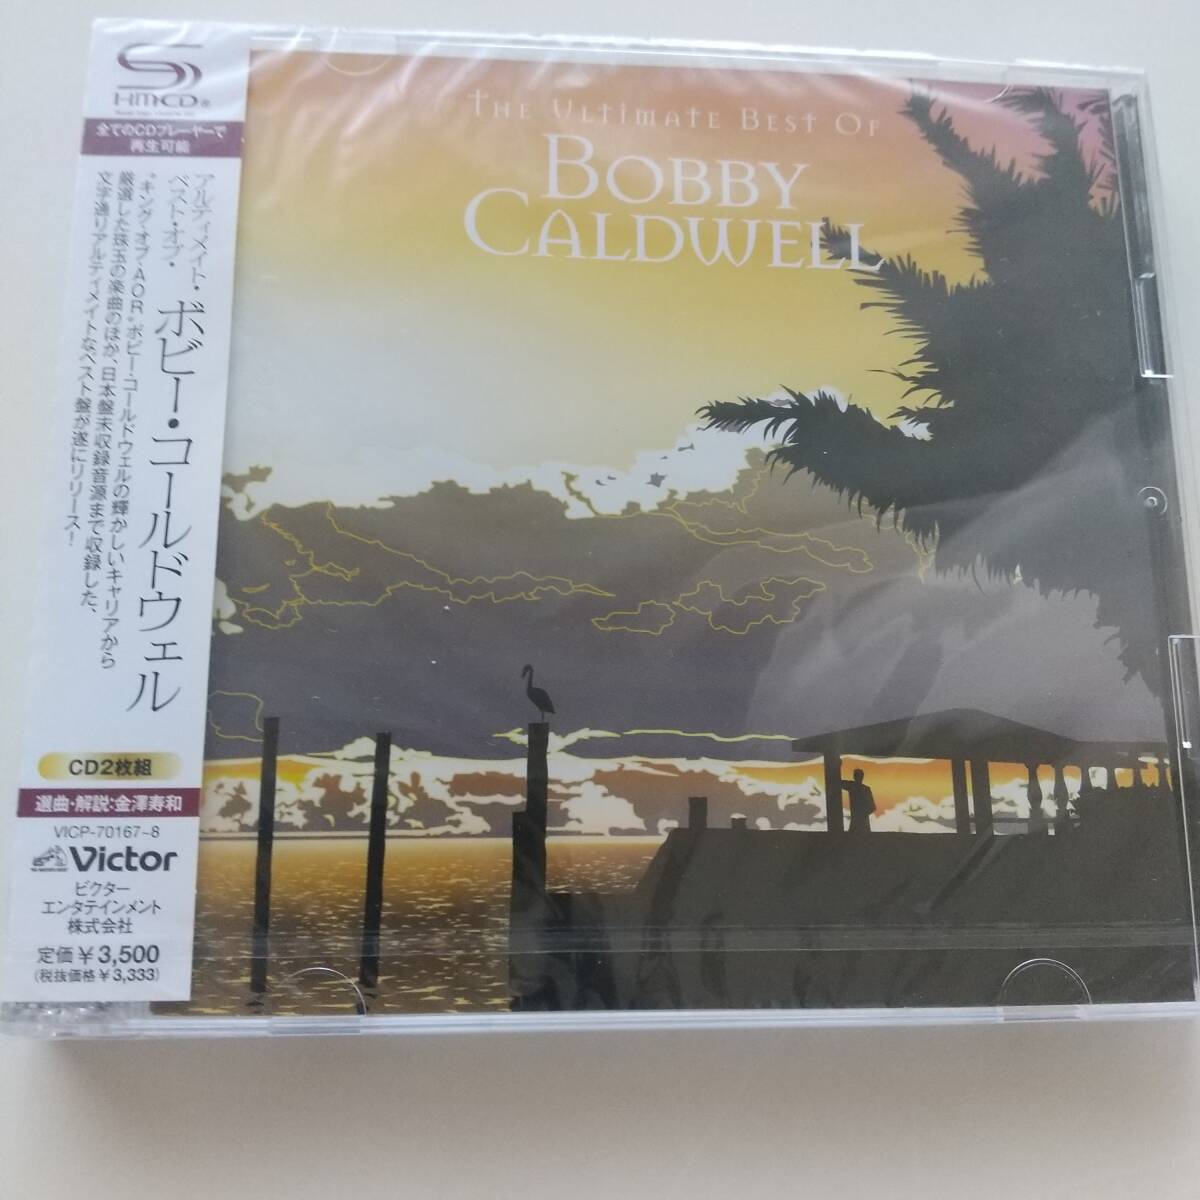 HMCD®
全てのCDプレーヤーで
再生可能
アルティメイト・
ベスト・オブ・
ボビー・コールドウェル
“キング・オブ・AOR”ボビー・コールドウェルの輝かしいキャリアから
厳選した珠玉の楽曲のほか、日本盤未収録音源まで収録した、
文字通りアルティメイトなベスト盤が遂にリリース!
CD2枚組
選曲・解説:金澤寿和
VICP-70167~8
Victor
ビクター
エンタテインメント
株式会社
定価¥3,500
(税抜価格¥3,333)
THE ULTIMATE BEST OF
BOBBY
CALDWELL